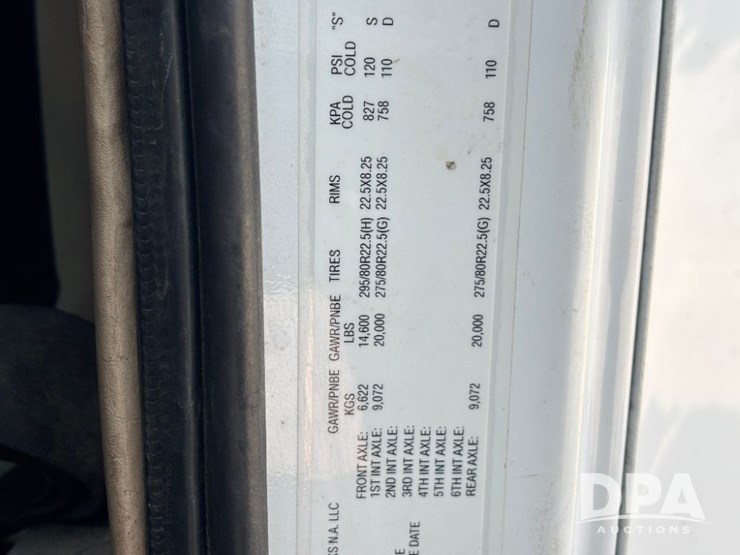 GAWR/PNBE GAWR/PNBE TIRES RIMS KPA PSI "S"
KGS LBS COLD COLD
FRONT AXLE: 6,622 14,600 295/80R22.5(H) 22.5X8.25 827 120 S
1ST INT AXLE: 9,072 20,000 275/80R22.5(G) 22.5X8.25 758 110 D
2ND INT AXLE:
3RD INT AXLE:
4TH INT AXLE:
5TH INT AXLE:
6TH INT AXLE:
REAR AXLE: 9,072 20,000 275/80R22.5(G) 22.5X8.25 758 110 D
N.A. LLC
DATE
DPA
AUCTIONS